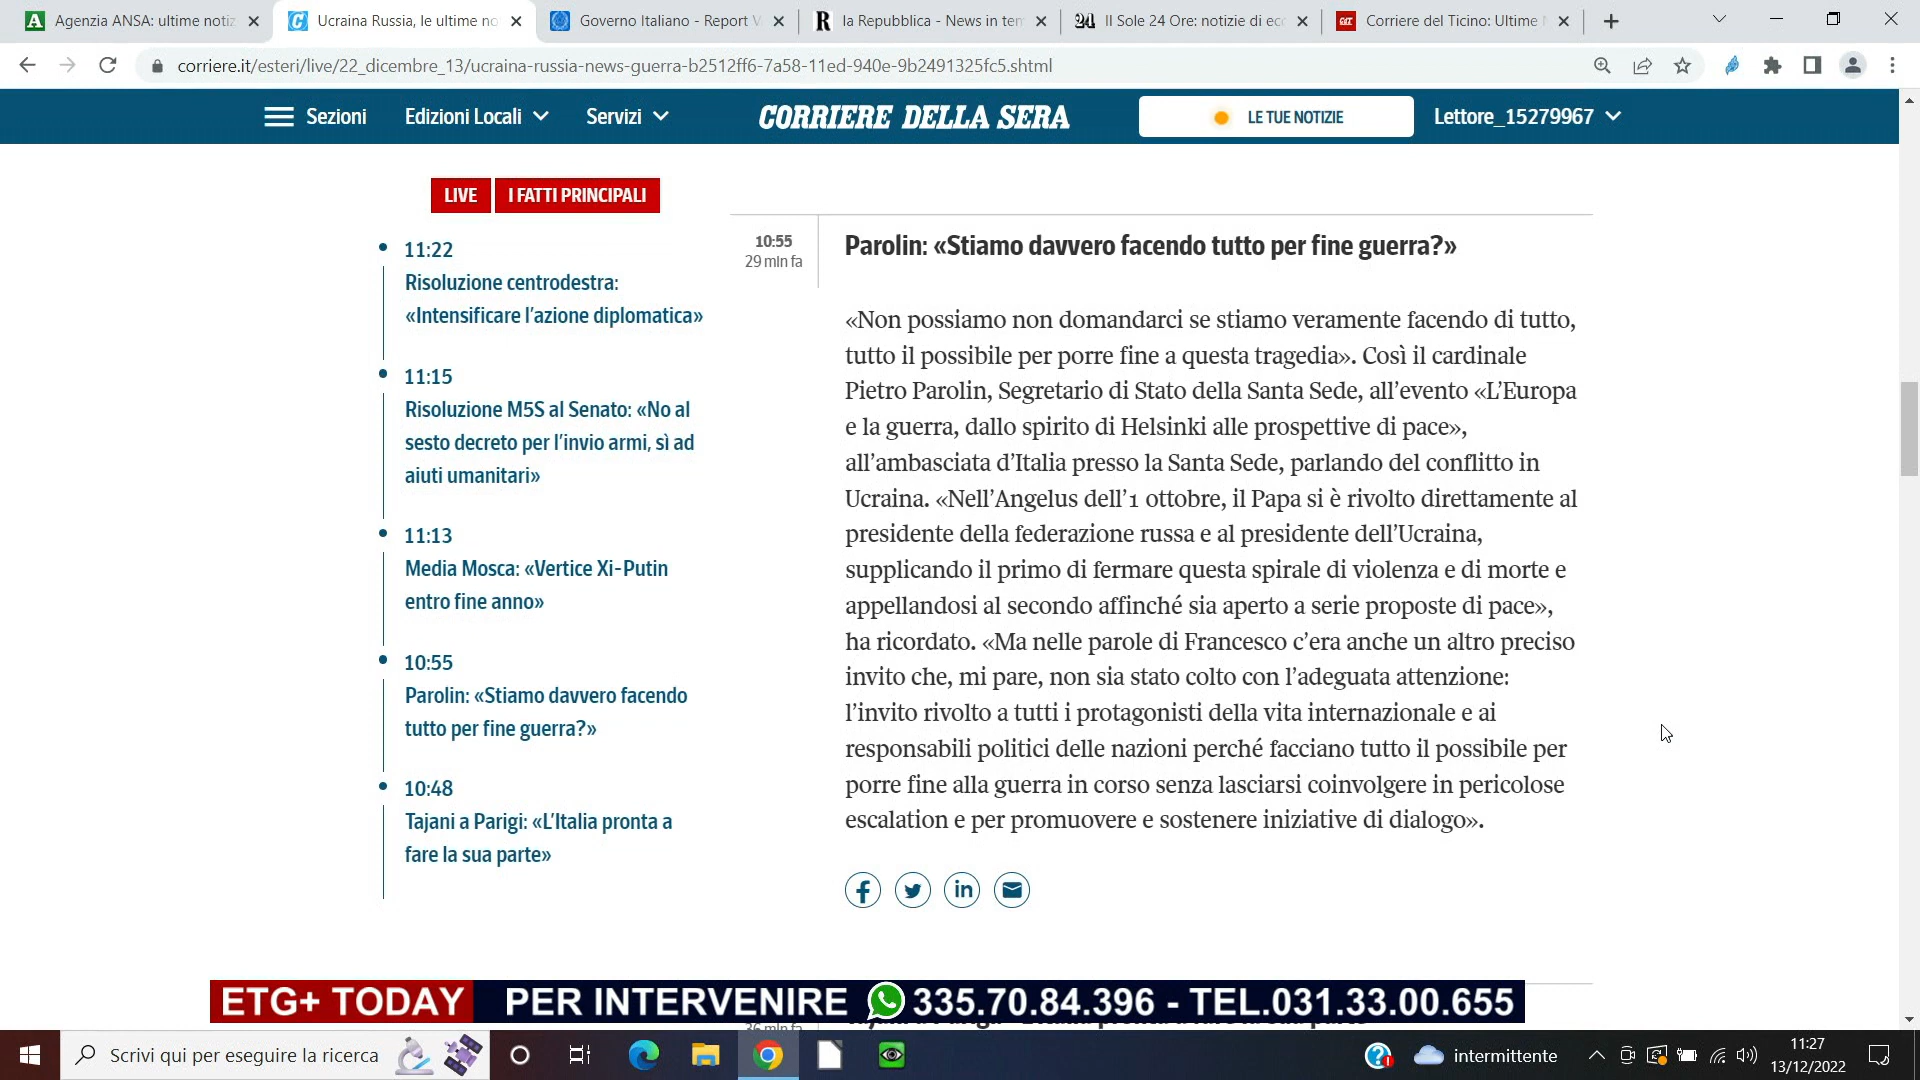 Agenzia ANSA: ultime notiz
Ucraina Russia, le ultime no
Governo Italiano - Report V
la Repubblica - News in tem
Il Sole 24 Ore: notizie di ec
Corriere del Ticino: Ultime
corriere.it/esteri/live/22_dicembre_13/ucraina-russia-news-guerra-b2512ff6-7a58-11ed-940e-9b2491325fc5.shtml
Sezioni
Edizioni Locali
Servizi
CORRIERE DELLA SERA
LE TUE NOTIZIE
Lettore_15279967
LIVE
I FATTI PRINCIPALI
11:22
Risoluzione centrodestra:
«Intensificare l’azione diplomatica»
11:15
Risoluzione M5S al Senato: «No al
sesto decreto per l’invio armi, sì ad
aiuti umanitari»
11:13
Media Mosca: «Vertice Xi-Putin
entro fine anno»
10:55
Parolin: «Stiamo davvero facendo
tutto per fine guerra?»
10:48
Tajani a Parigi: «L’Italia pronta a
fare la sua parte»
10:55
29 min fa
Parolin: «Stiamo davvero facendo tutto per fine guerra?»
«Non possiamo non domandarci se stiamo veramente facendo di tutto,
tutto il possibile per porre fine a questa tragedia». Così il cardinale
Pietro Parolin, Segretario di Stato della Santa Sede, all’evento «L’Europa
e la guerra, dallo spirito di Helsinki alle prospettive di pace»,
all’ambasciata d’Italia presso la Santa Sede, parlando del conflitto in
Ucraina. «Nell’Angelus dell’1 ottobre, il Papa si è rivolto direttamente al
presidente della federazione russa e al presidente dell’Ucraina,
supplicando il primo di fermare questa spirale di violenza e di morte e
appellandosi al secondo affinché sia aperto a serie proposte di pace»,
ha ricordato. «Ma nelle parole di Francesco c’era anche un altro preciso
invito che, mi pare, non sia stato colto con l’adeguata attenzione:
l’invito rivolto a tutti i protagonisti della vita internazionale e ai
responsabili politici delle nazioni perché facciano tutto il possibile per
porre fine alla guerra in corso senza lasciarsi coinvolgere in pericolose
escalation e per promuovere e sostenere iniziative di dialogo».
ETG+ TODAY PER INTERVENIRE 335.70.84.396 - TEL.031.33.00.655
36 min fa
Scrivi qui per eseguire la ricerca
intermittente
11:27
13/12/2022